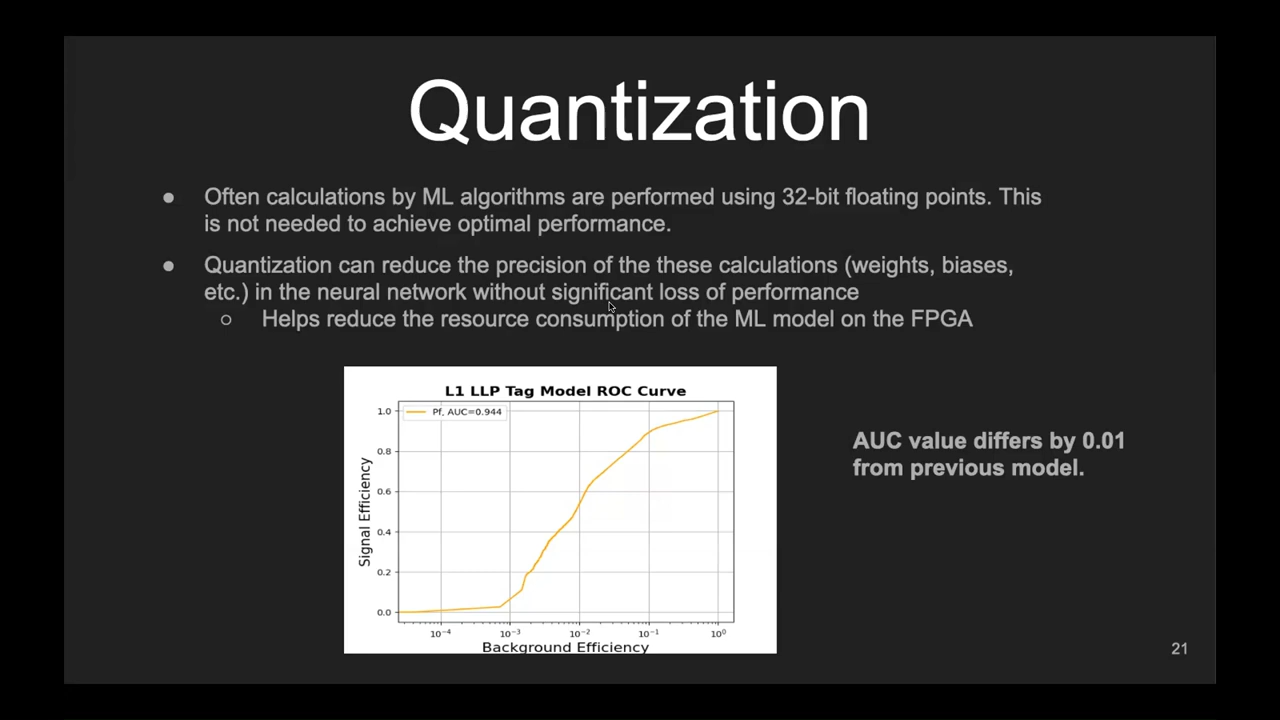 Quantization
● Often calculations by ML algorithms are performed using 32-bit floating points. This
is not needed to achieve optimal performance.
● Quantization can reduce the precision of the these calculations (weights, biases,
etc.) in the neural network without significant loss of performance
○ Helps reduce the resource consumption of the ML model on the FPGA
L1 LLP Tag Model ROC Curve
Pf, AUC=0.944
1.0
0.8
0.6
0.4
0.2
0.0
Signal Efficiency
10⁻⁴ 10⁻³ 10⁻² 10⁻¹ 10⁰
Background Efficiency
AUC value differs by 0.01
from previous model.
21